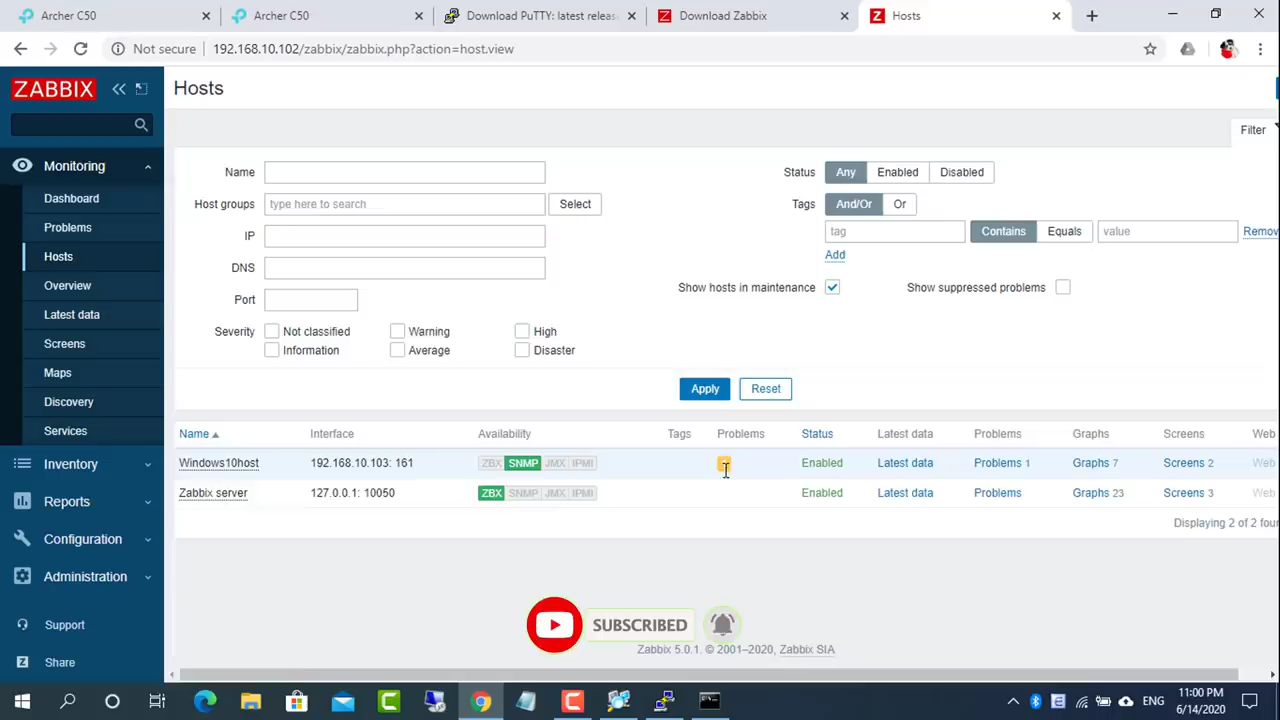 Archer C50
Archer C50
Download PuTTY: latest releas
Download Zabbix
Hosts
Not secure
192.168.10.102/zabbix/zabbix.php?action=host.view
ZABBIX
Hosts
Filter
Monitoring
Dashboard
Problems
Hosts
Overview
Latest data
Screens
Maps
Discovery
Services
Inventory
Reports
Configuration
Administration
Support
Share
Name
Host groups type here to search Select
IP
DNS
Port
Severity Not classified Warning High
Information Average Disaster
Status Any Enabled Disabled
Tags And/Or Or
tag Contains Equals value Remov
Add
Show hosts in maintenance Show suppressed problems
Apply Reset
Name Interface Availability Tags Problems Status Latest data Problems Graphs Screens Web
Windows10host 192.168.10.103: 161 ZBX SNMP JMX IPMI Enabled Latest data Problems 1 Graphs 7 Screens 2 Web
Zabbix server 127.0.0.1: 10050 ZBX SNMP JMX IPMI Enabled Latest data Problems Graphs 23 Screens 3 Web
Displaying 2 of 2 foun
SUBSCRIBED
Zabbix 5.0.1. © 2001–2020, Zabbix SIA
ENG
11:00 PM
6/14/2020